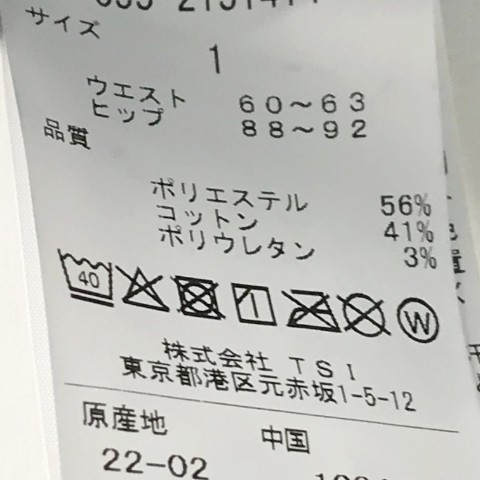 サイズ
1
ウエスト 60～63
ヒップ 88～92
品質
ポリエステル 56%
コットン 41%
ポリウレタン 3%
40
W
株式会社 TSI
東京都港区元赤坂1-5-12
原産地 中国
22-02